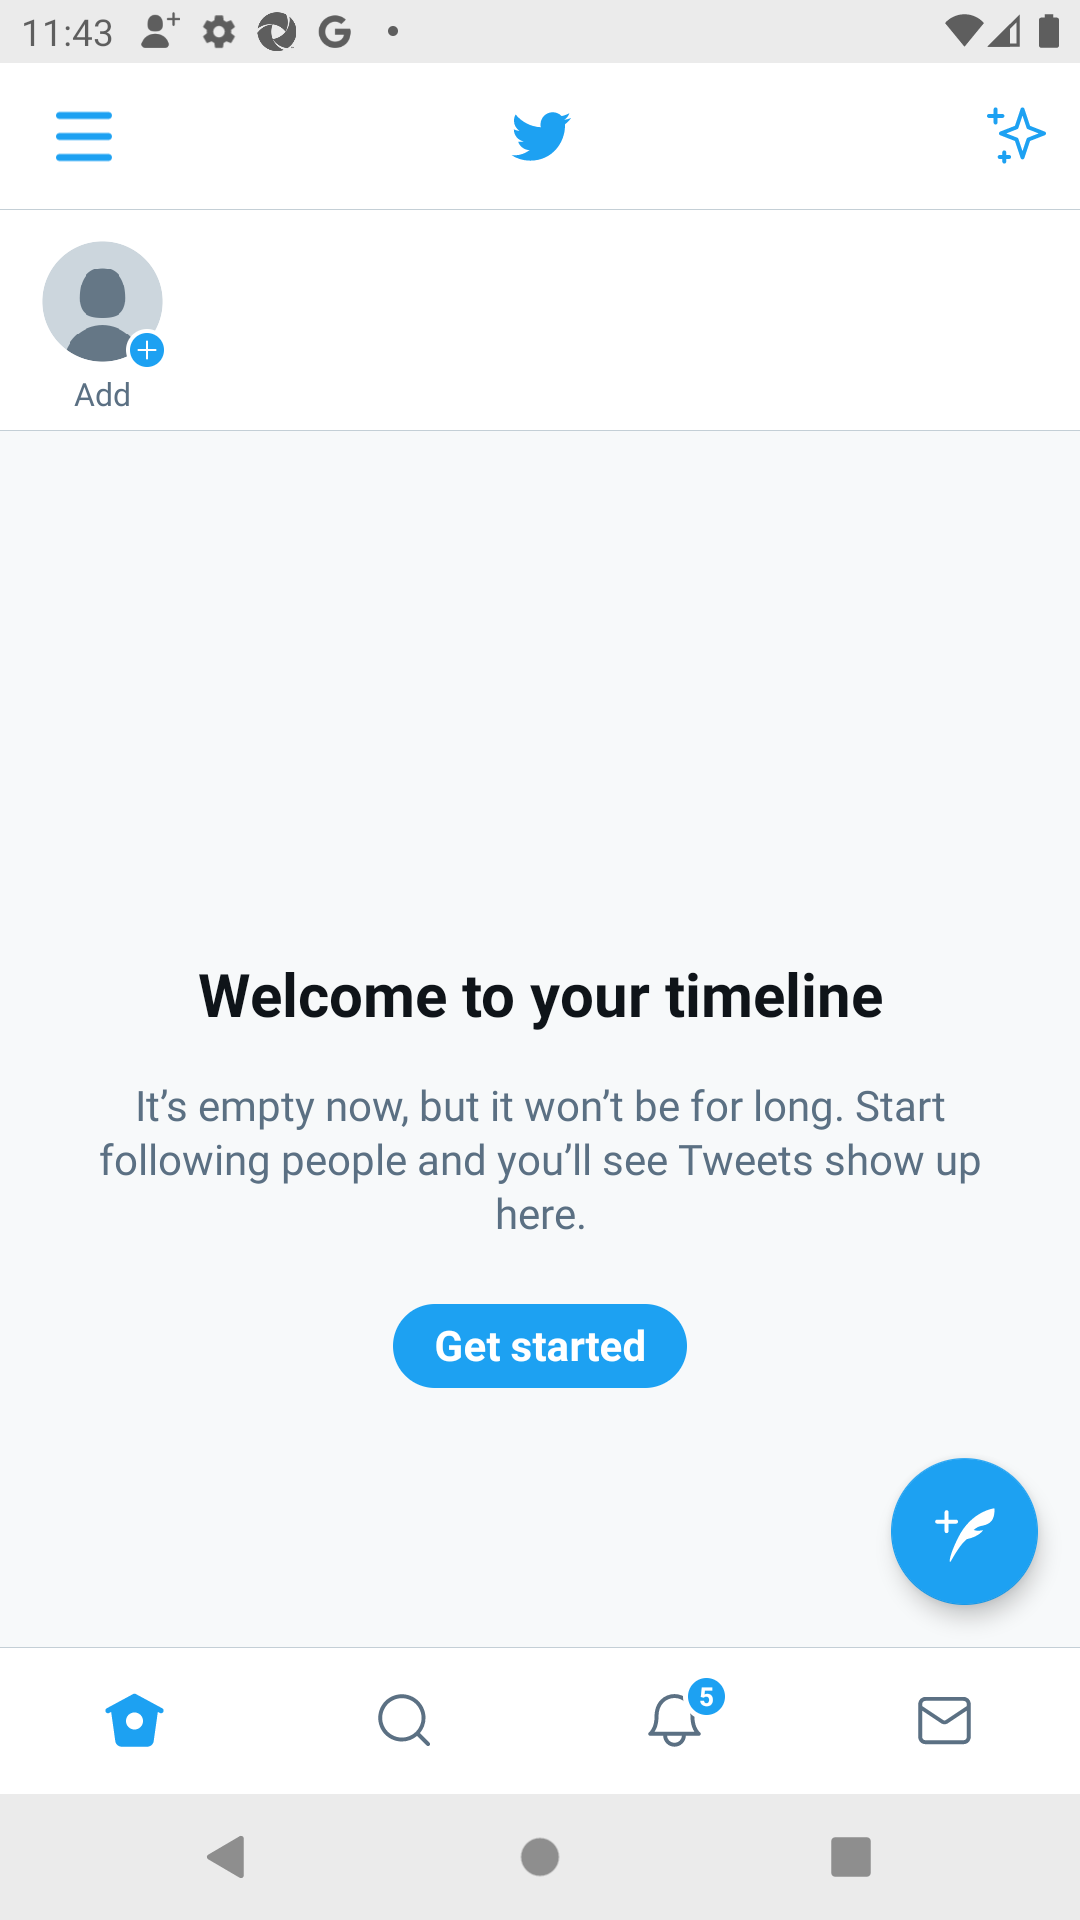 11:43
Add
Welcome to your timeline
It’s empty now, but it won’t be for long. Start
following people and you’ll see Tweets show up
here.
Get started
5